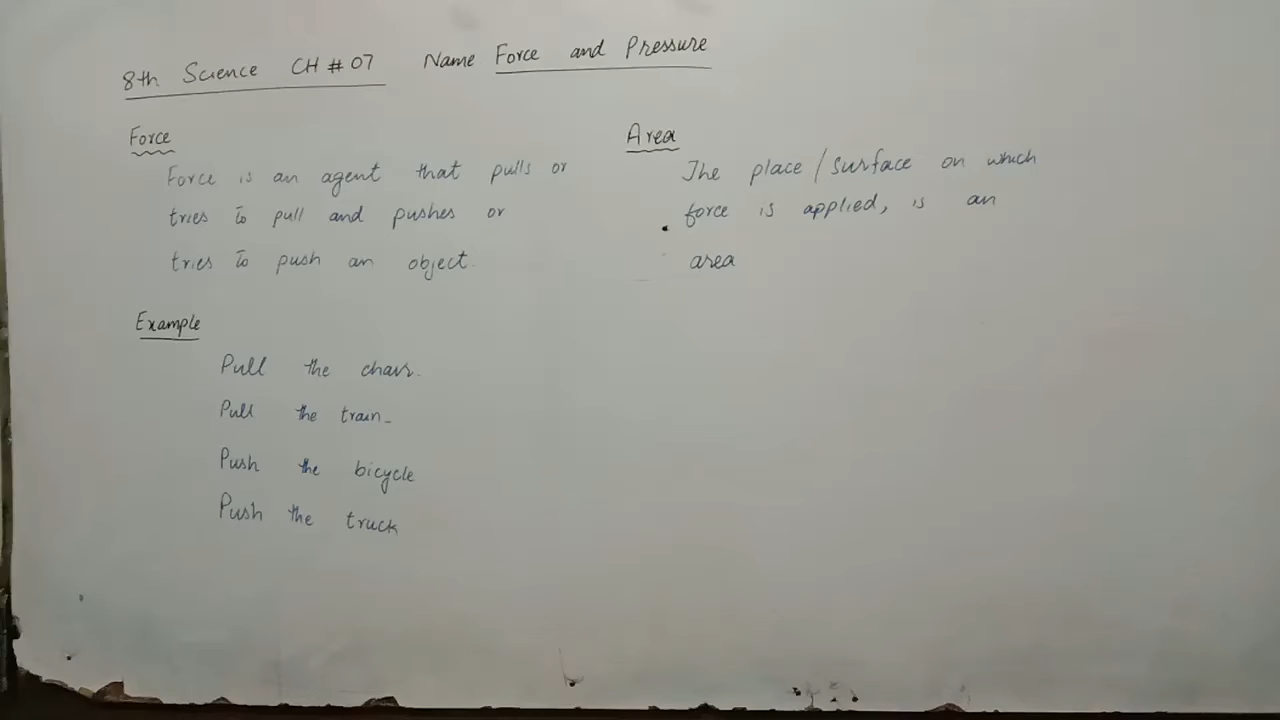 8th Science CH # 07 Name Force and Pressure
Force
Force is an agent that pulls or
tries to pull and pushes or
tries to push an object.
Example
Pull the chair.
Pull the train.
Push the bicycle
Push the truck
Area
The place/surface on which
force is applied, is an
area